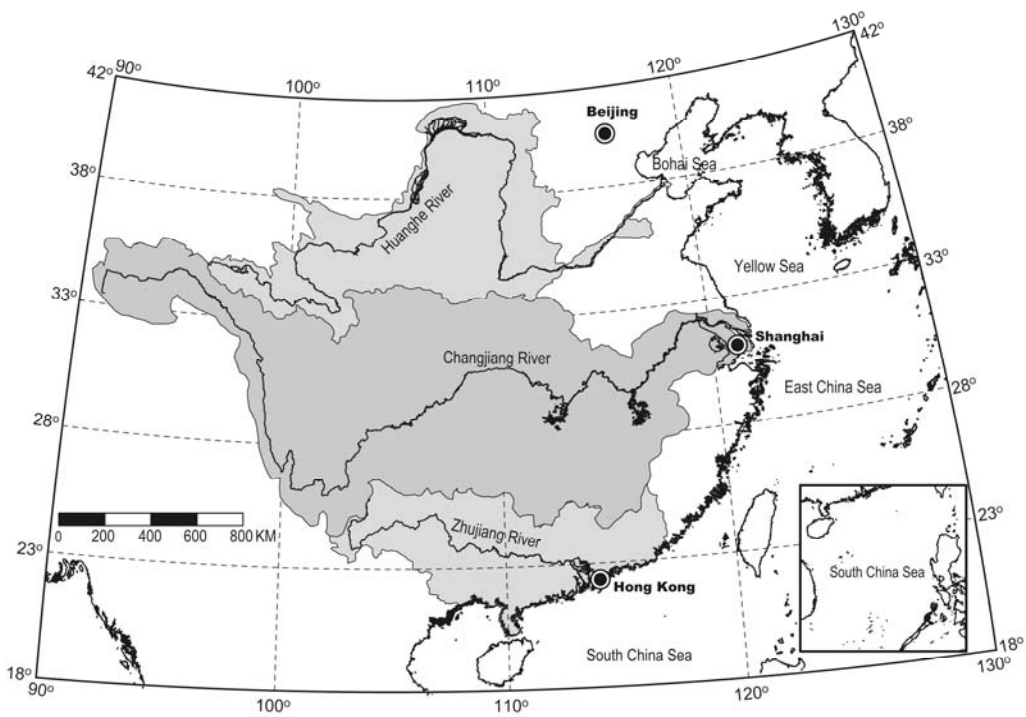 130°
42°
42°
90°
100°
110°
120°
Beijing
38°
38°
Bohai Sea
Huanghe River
Yellow Sea
33°
33°
Shanghai
Changjiang River
East China Sea
28°
28°
0 200 400 600 800 KM
23°
23°
Zhujiang River
South China Sea
Hong Kong
South China Sea
18°
18°
90°
100°
110°
120°
130°